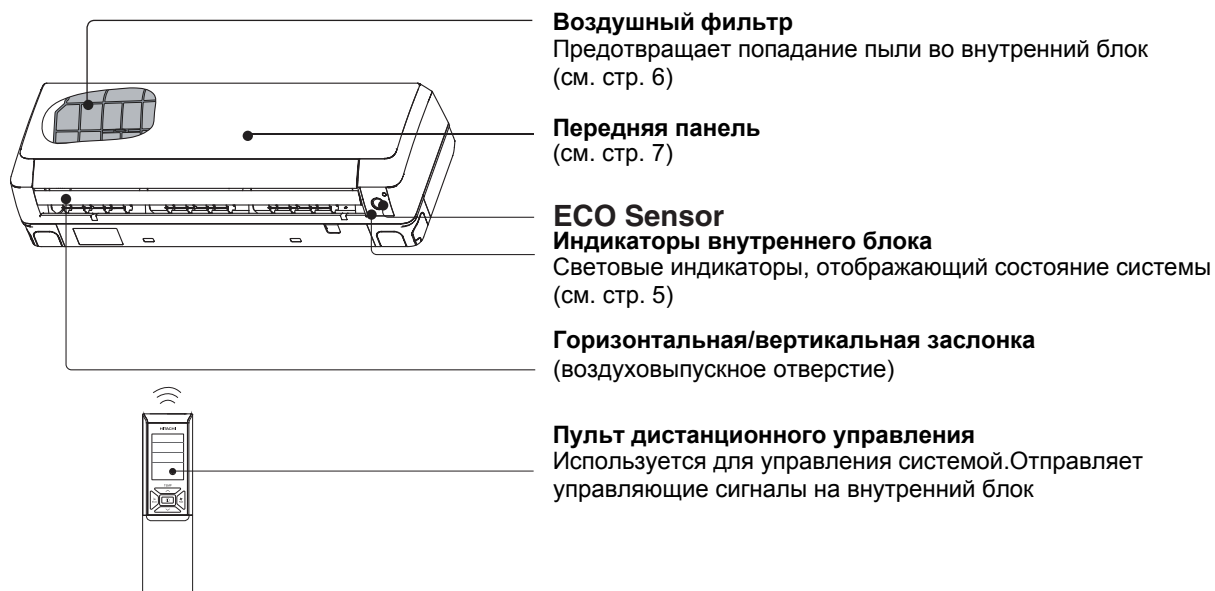 Воздушный фильтр
Предотвращает попадание пыли во внутренний блок
(см. стр. 6)
Передняя панель
(см. стр. 7)
ECO Sensor
Индикаторы внутреннего блока
Световые индикаторы, отображающий состояние системы
(см. стр. 5)
Горизонтальная/вертикальная заслонка
(воздуховыпускное отверстие)
Пульт дистанционного управления
Используется для управления системой.Отправляет
управляющие сигналы на внутренний блок
HITACHI
TEMP